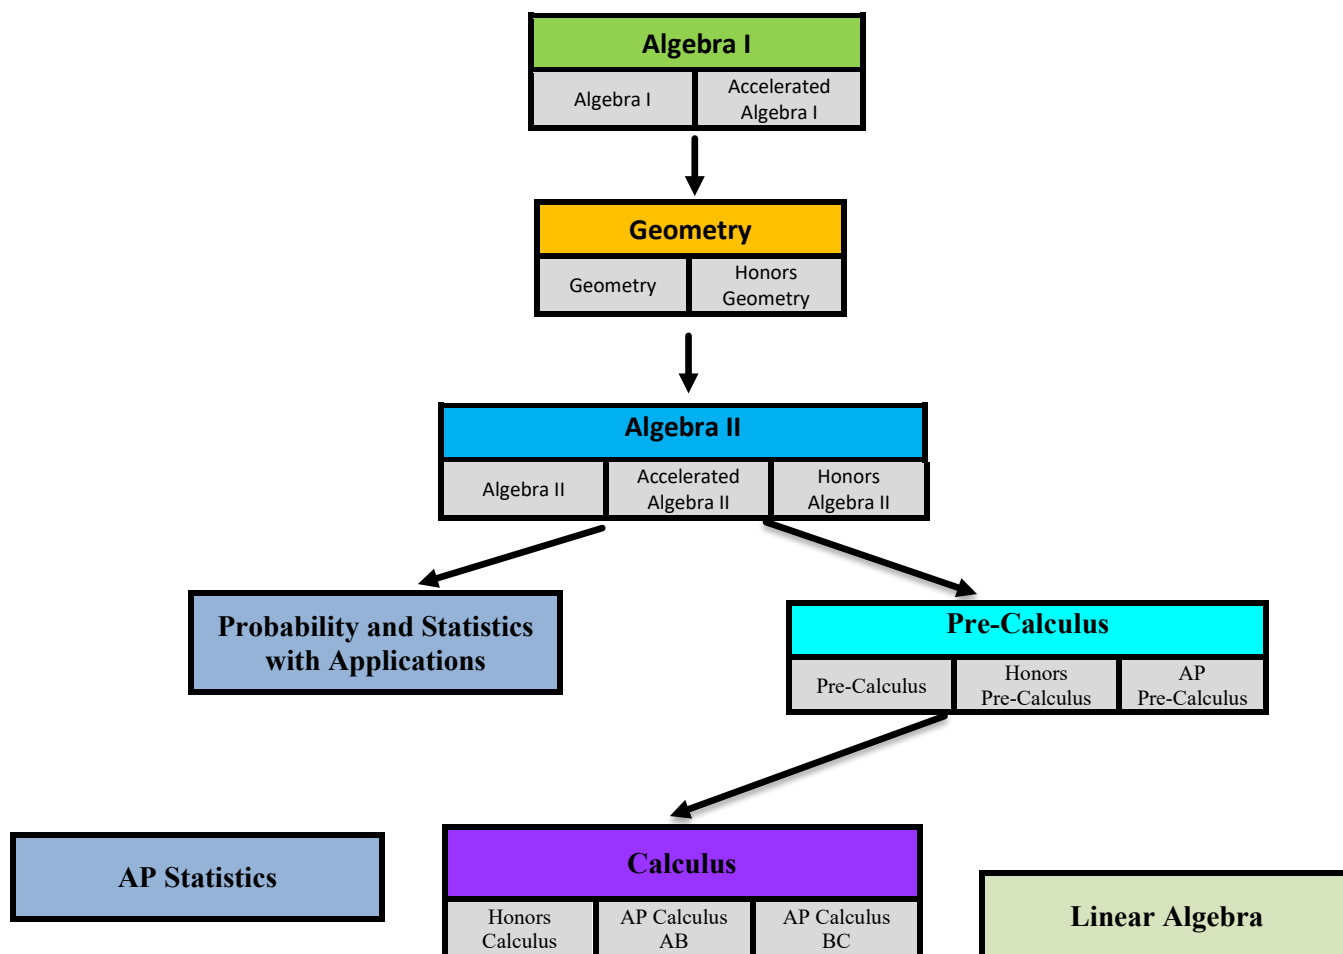 Algebra I
Algebra I
Accelerated
Algebra I
Geometry
Geometry
Honors
Geometry
Algebra II
Algebra II
Accelerated
Algebra II
Honors
Algebra II
Probability and Statistics
with Applications
Pre-Calculus
Pre-Calculus
Honors
Pre-Calculus
AP
Pre-Calculus
AP Statistics
Calculus
Honors
Calculus
AP Calculus
AB
AP Calculus
BC
Linear Algebra